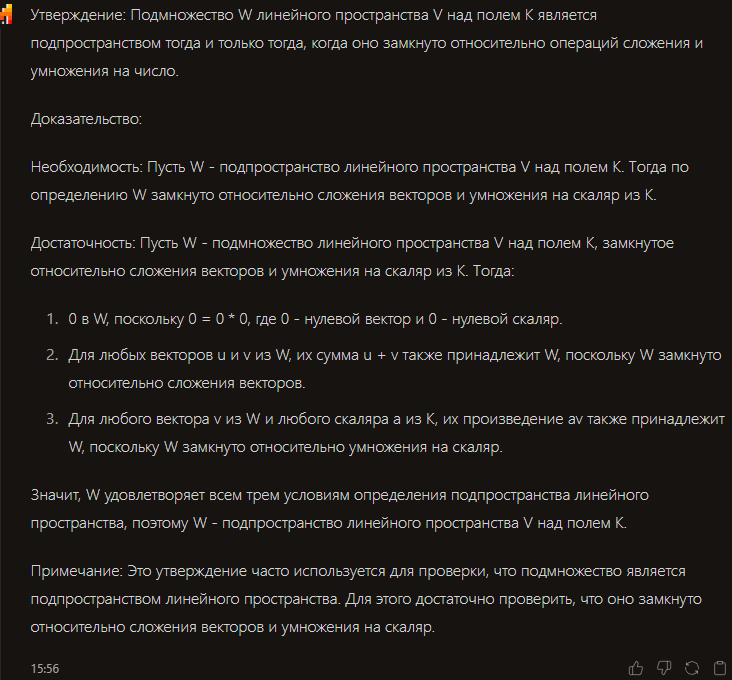 Утверждение: Подмножество W линейного пространства V над полем K является
подпространством тогда и только тогда, когда оно замкнуто относительно операций сложения и
умножения на число.
Доказательство:
Необходимость: Пусть W - подпространство линейного пространства V над полем K. Тогда по
определению W замкнуто относительно сложения векторов и умножения на скаляр из K.
Достаточность: Пусть W - подмножество линейного пространства V над полем K, замкнутое
относительно сложения векторов и умножения на скаляр из K. Тогда:
1. 0 в W, поскольку 0 = 0 * 0, где 0 - нулевой вектор и 0 - нулевой скаляр.
2. Для любых векторов u и v из W, их сумма u + v также принадлежит W, поскольку W замкнуто
относительно сложения векторов.
3. Для любого вектора v из W и любого скаляра a из K, их произведение av также принадлежит
W, поскольку W замкнуто относительно умножения на скаляр.
Значит, W удовлетворяет всем трем условиям определения подпространства линейного
пространства, поэтому W - подпространство линейного пространства V над полем K.
Примечание: Это утверждение часто используется для проверки, что подмножество является
подпространством линейного пространства. Для этого достаточно проверить, что оно замкнуто
относительно сложения векторов и умножения на скаляр.
15:56